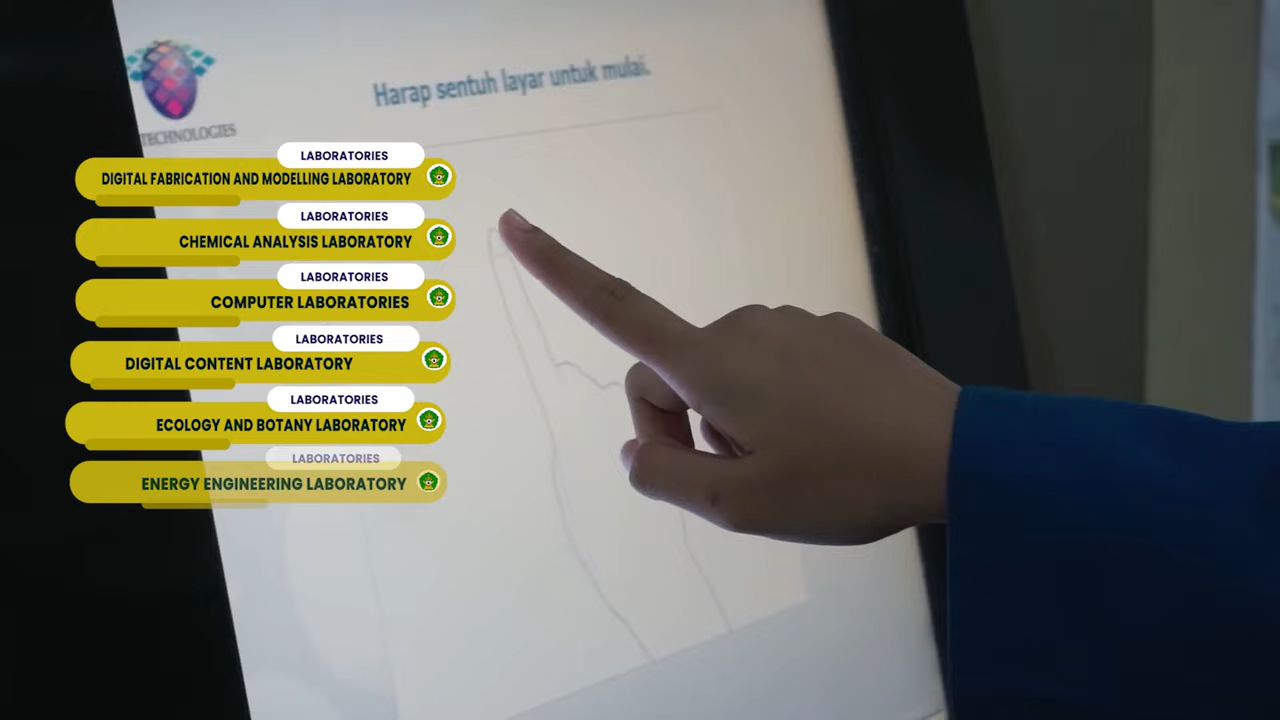 Harap sentuh layar untuk mulai.
TECHNOLOGIES
LABORATORIES
DIGITAL FABRICATION AND MODELLING LABORATORY
LABORATORIES
CHEMICAL ANALYSIS LABORATORY
LABORATORIES
COMPUTER LABORATORIES
LABORATORIES
DIGITAL CONTENT LABORATORY
LABORATORIES
ECOLOGY AND BOTANY LABORATORY
LABORATORIES
ENERGY ENGINEERING LABORATORY